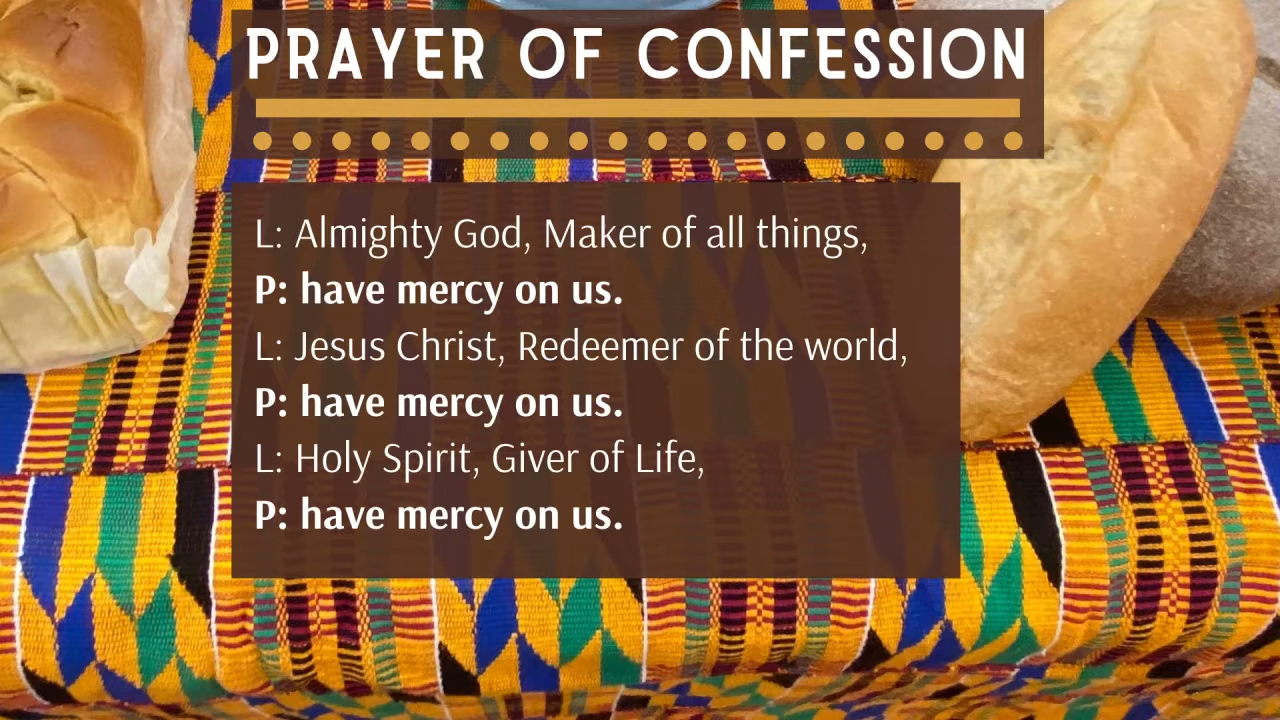 PRAYER OF CONFESSION
L: Almighty God, Maker of all things,
P: have mercy on us.
L: Jesus Christ, Redeemer of the world,
P: have mercy on us.
L: Holy Spirit, Giver of Life,
P: have mercy on us.